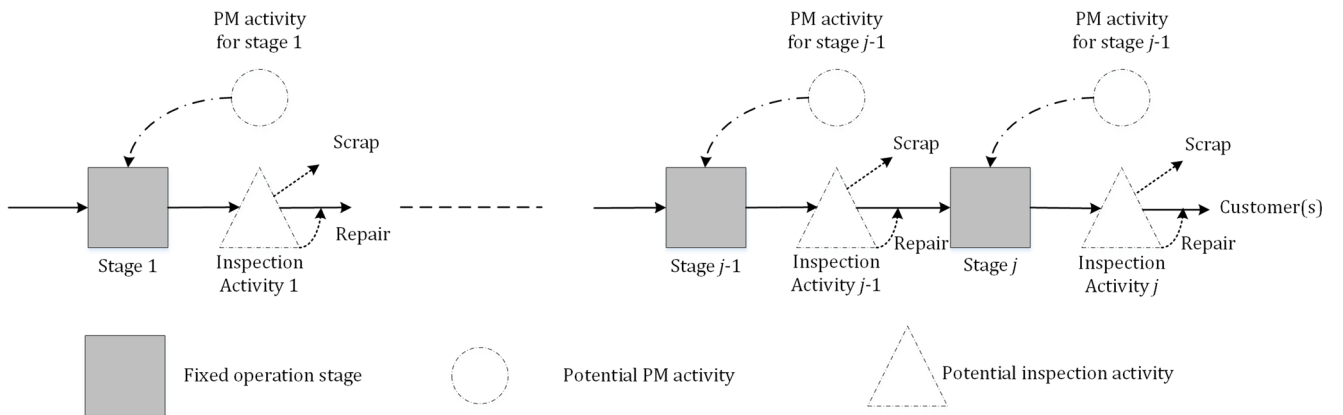 PM activity
for stage 1
PM activity
for stage j-1
PM activity
for stage j-1
Scrap
Scrap
Scrap
Customer(s)
Repair
Repair
Repair
Stage 1
Inspection
Activity 1
Stage j-1
Inspection
Activity j-1
Stage j
Inspection
Activity j
Fixed operation stage
Potential PM activity
Potential inspection activity